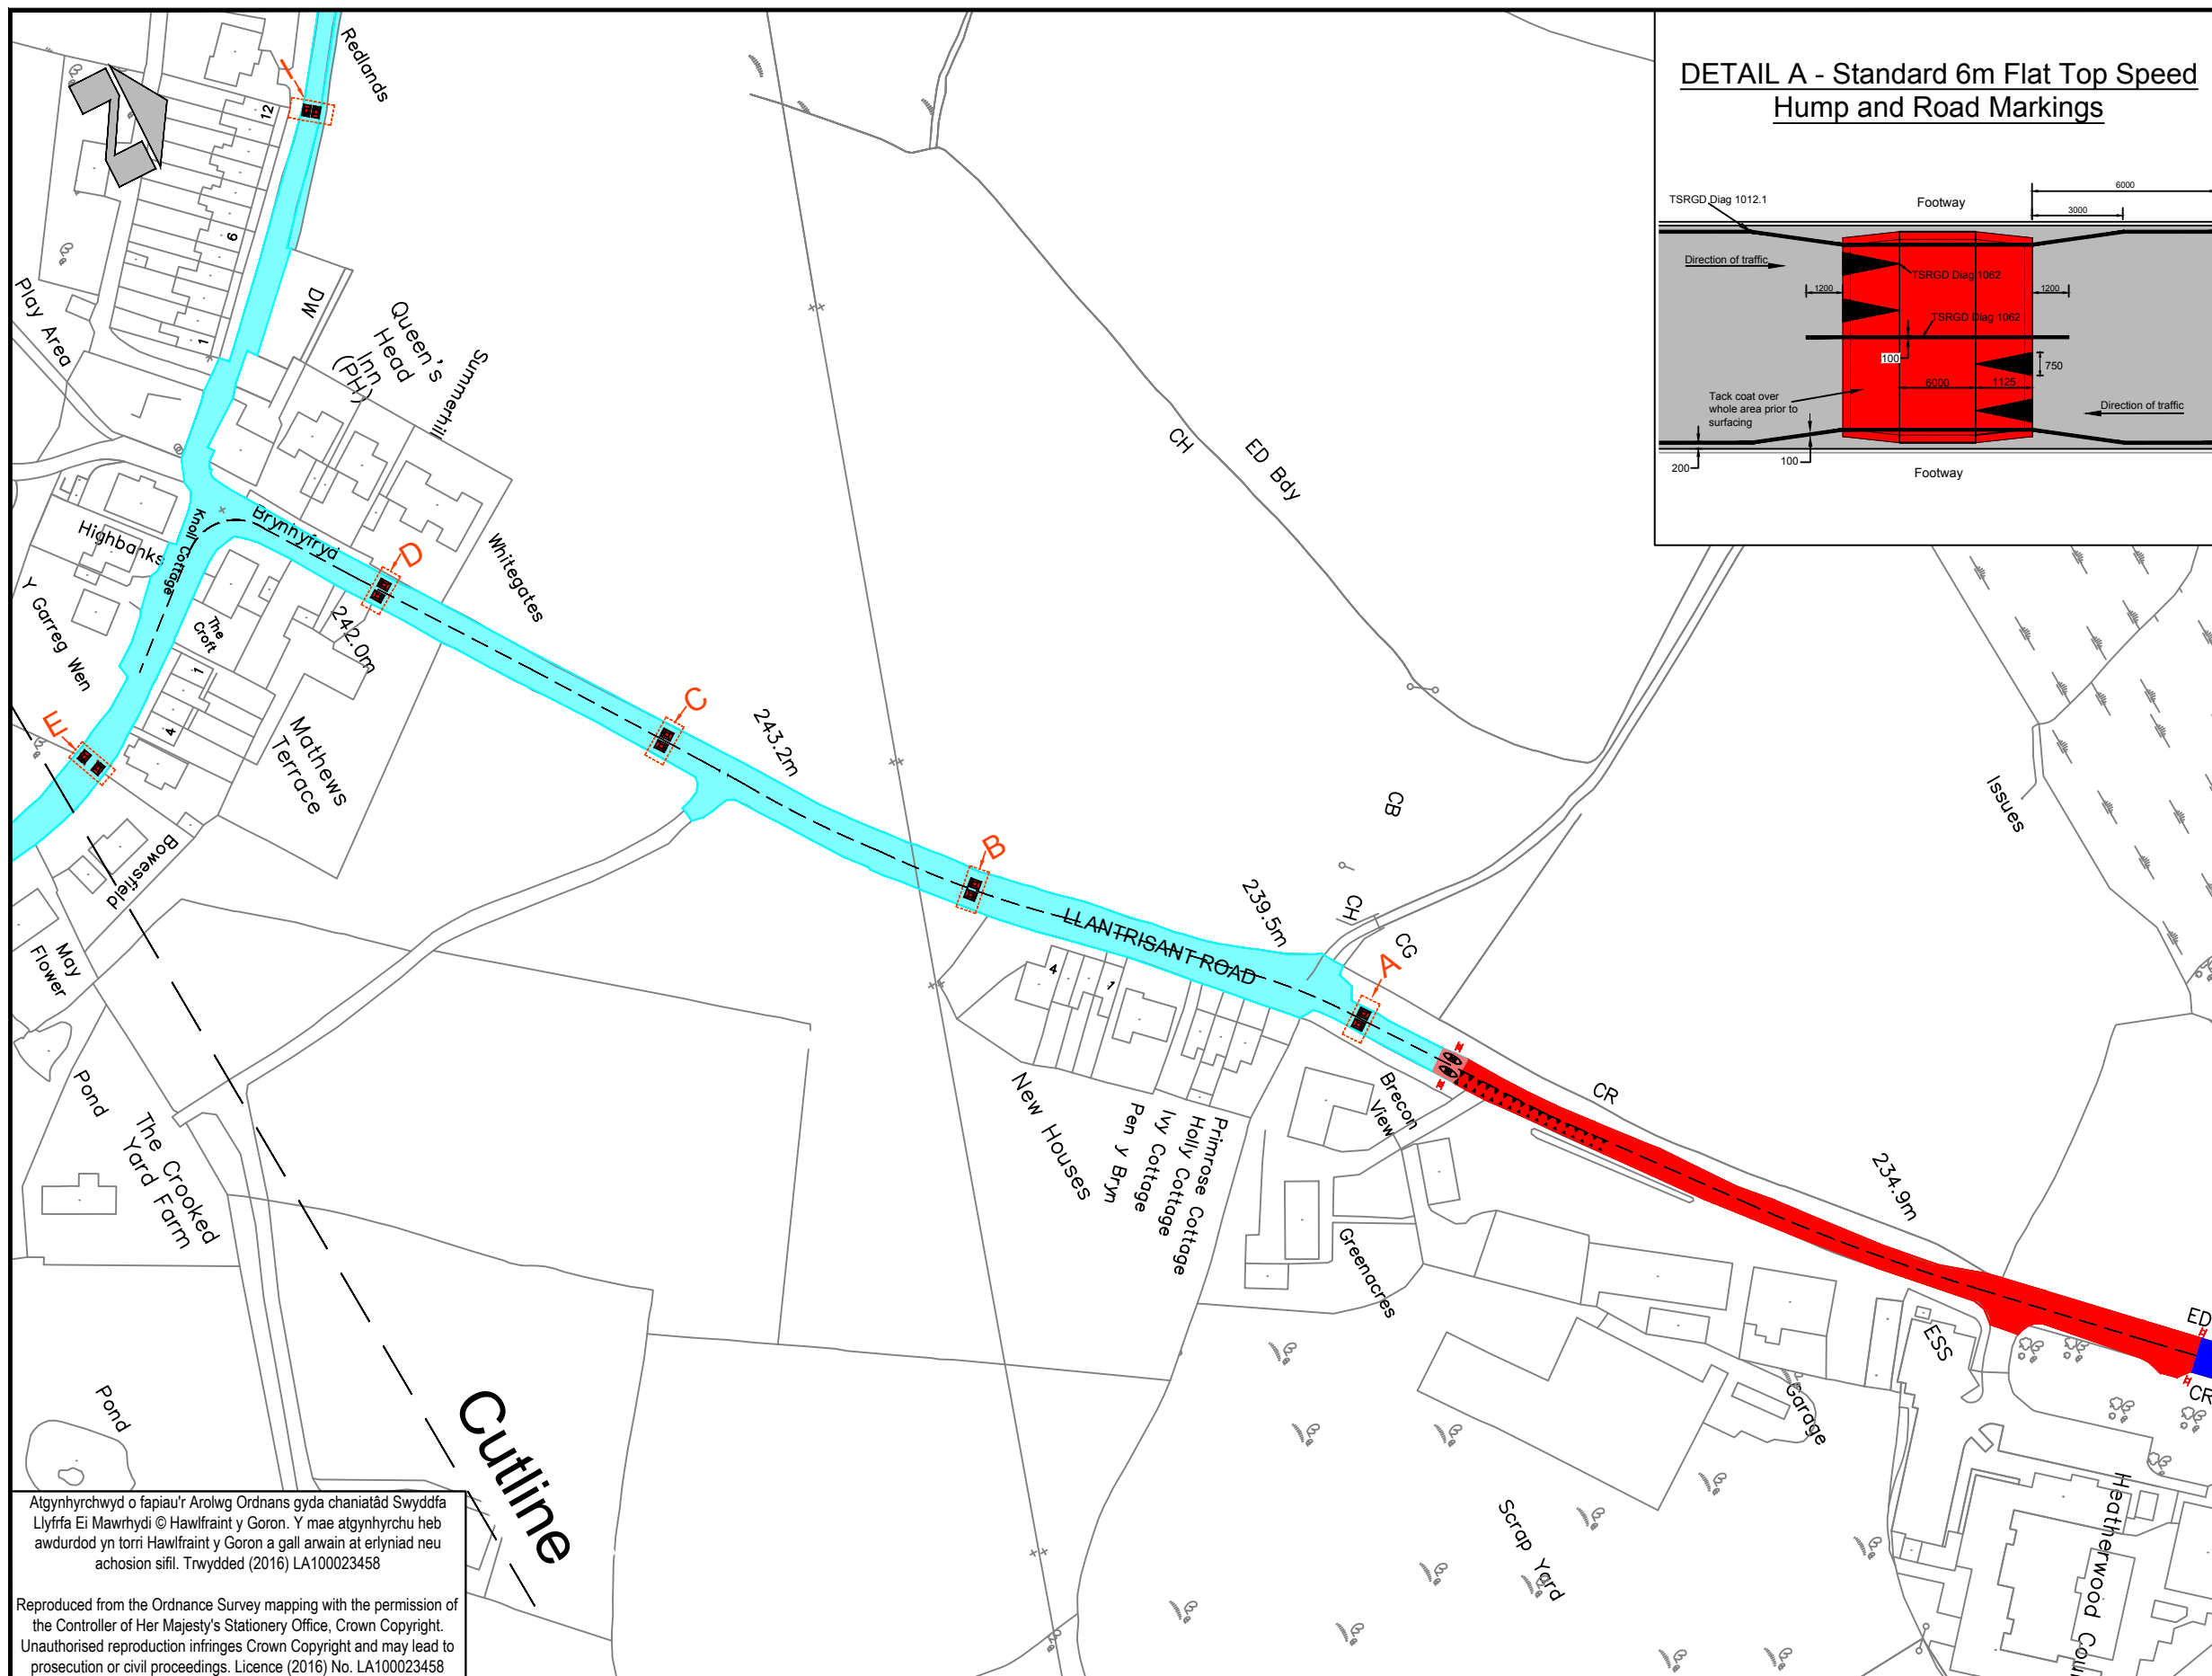 DETAIL A - Standard 6m Flat Top Speed
Hump and Road Markings
TSRGD Diag 1012.1
Footway
6000
3000
Direction of traffic
TSRGD Diag 1062
1200
1200
TSRGD Diag 1062
100
750
6000
1125
Tack coat over
whole area prior to
surfacing
Direction of traffic
200
100
Footway
Redlands
I
12
6
1
Play Area
DW
Queen's
Head
Inn
(PH)
Summerhill
Whitegates
Brynhyfryd
Knoll Cottage
Highbanks
Y Garreg Wen
The
Croft
1
4
D
242.0m
E
Mathews
Terrace
C
243.2m
B
Bowesfield
May
Flower
Pond
The Crooked
Yard Farm
Pond
Cutline
CH
ED Bdy
CB
CH
CG
239.5m
LLANTRISANT ROAD
A
4
1
New Houses
Pen y Bryn
Ivy Cottage
Holly Cottage
Primrose Cottage
Brecon
View
Greenacres
CR
234.9m
Issues
ED
CR
ESS
Garage
Scrap Yard
Heatherwood Cou
Atgynhyrchwyd o fapiau'r Arolwg Ordnans gyda chaniatâd Swyddfa
Llyfrfa Ei Mawrhydi © Hawlfraint y Goron. Y mae atgynhyrchu heb
awdurdod yn torri Hawlfraint y Goron a gall arwain at erlyniad neu
achosion sifil. Trwydded (2016) LA100023458
Reproduced from the Ordnance Survey mapping with the permission of
the Controller of Her Majesty's Stationery Office, Crown Copyright.
Unauthorised reproduction infringes Crown Copyright and may lead to
prosecution or civil proceedings. Licence (2016) No. LA100023458